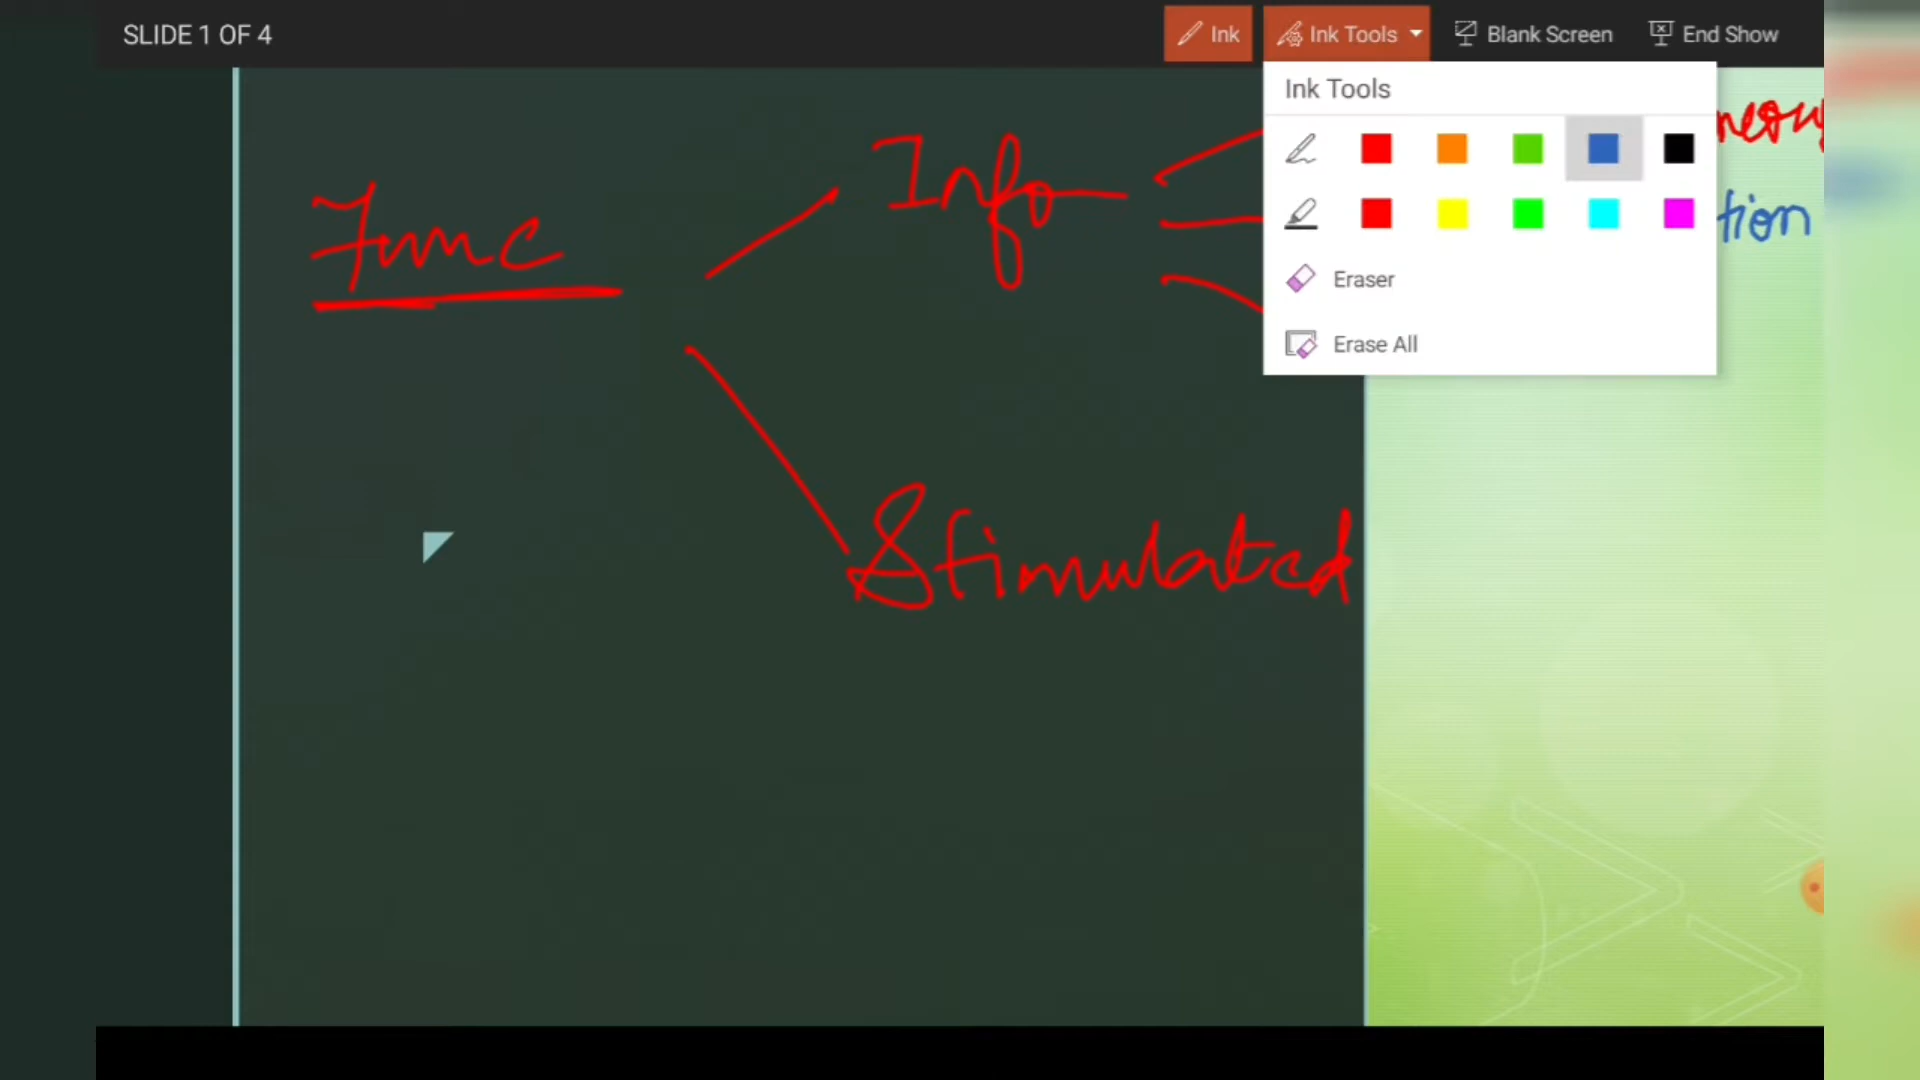 SLIDE 1 OF 4
Ink
Ink Tools
Blank Screen
End Show
Ink Tools
Eraser
Erase All
Info
Func
tion
Stimulated